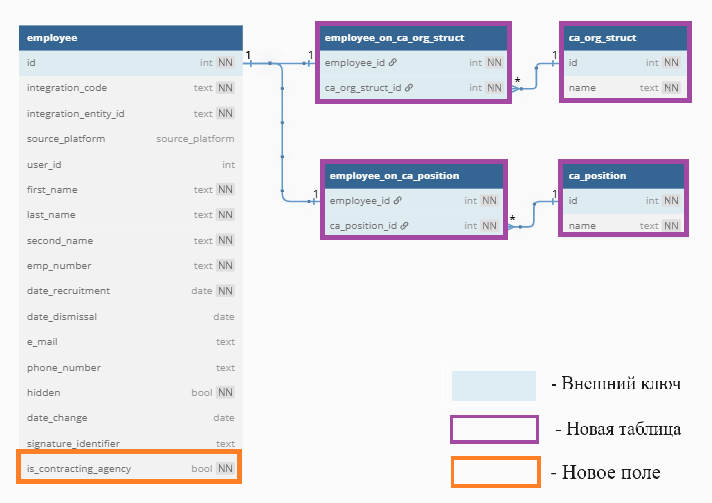 employee
id int NN
integration_code text NN
integration_entity_id text NN
source_platform source_platform
user_id int
first_name text NN
last_name text NN
second_name text NN
emp_number text NN
date_recruitment date NN
date_dismissal date
e_mail text
phone_number text
hidden bool NN
date_change date
signature_identifier text
is_contracting_agency bool NN
1
1
employee_on_ca_org_struct
employee_id int NN
ca_org_struct_id int NN
*
1
ca_org_struct
id int NN
name text NN
1
employee_on_ca_position
employee_id int NN
ca_position_id int NN
*
1
ca_position
id int NN
name text NN
- Внешний ключ
- Новая таблица
- Новое поле